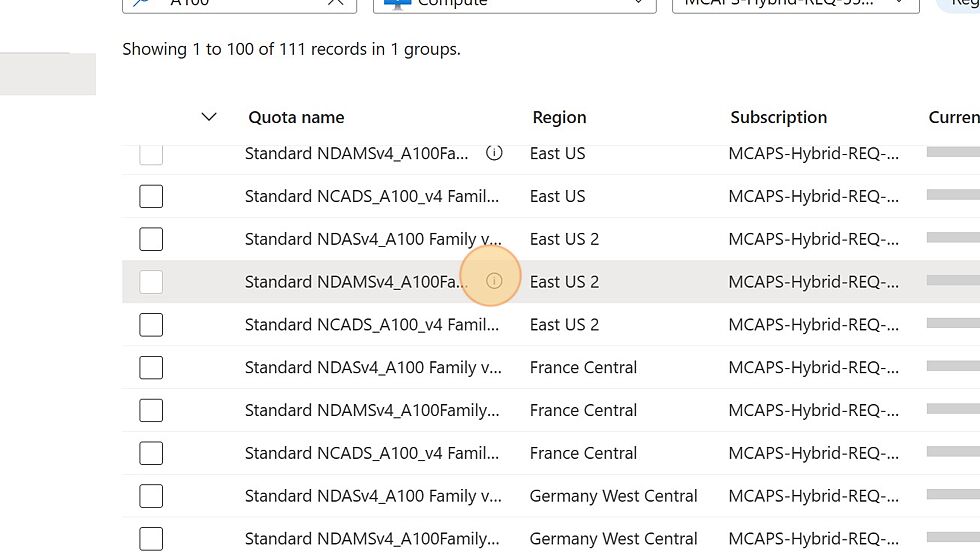 A100 Compute MCAPS-Hybrid-REQ-55... Reg
Showing 1 to 100 of 111 records in 1 groups.
Quota name Region Subscription Curren
Standard NDAMSv4_A100Fa... East US MCAPS-Hybrid-REQ-...
Standard NCADS_A100_v4 Famil... East US MCAPS-Hybrid-REQ-...
Standard NDASv4_A100 Family v... East US 2 MCAPS-Hybrid-REQ-...
Standard NDAMSv4_A100Fa... East US 2 MCAPS-Hybrid-REQ-...
Standard NCADS_A100_v4 Famil... East US 2 MCAPS-Hybrid-REQ-...
Standard NDASv4_A100 Family v... France Central MCAPS-Hybrid-REQ-...
Standard NDAMSv4_A100Family... France Central MCAPS-Hybrid-REQ-...
Standard NCADS_A100_v4 Famil... France Central MCAPS-Hybrid-REQ-...
Standard NDASv4_A100 Family v... Germany West Central MCAPS-Hybrid-REQ-...
Standard NDAMSv4_A100Family... Germany West Central MCAPS-Hybrid-REQ-...